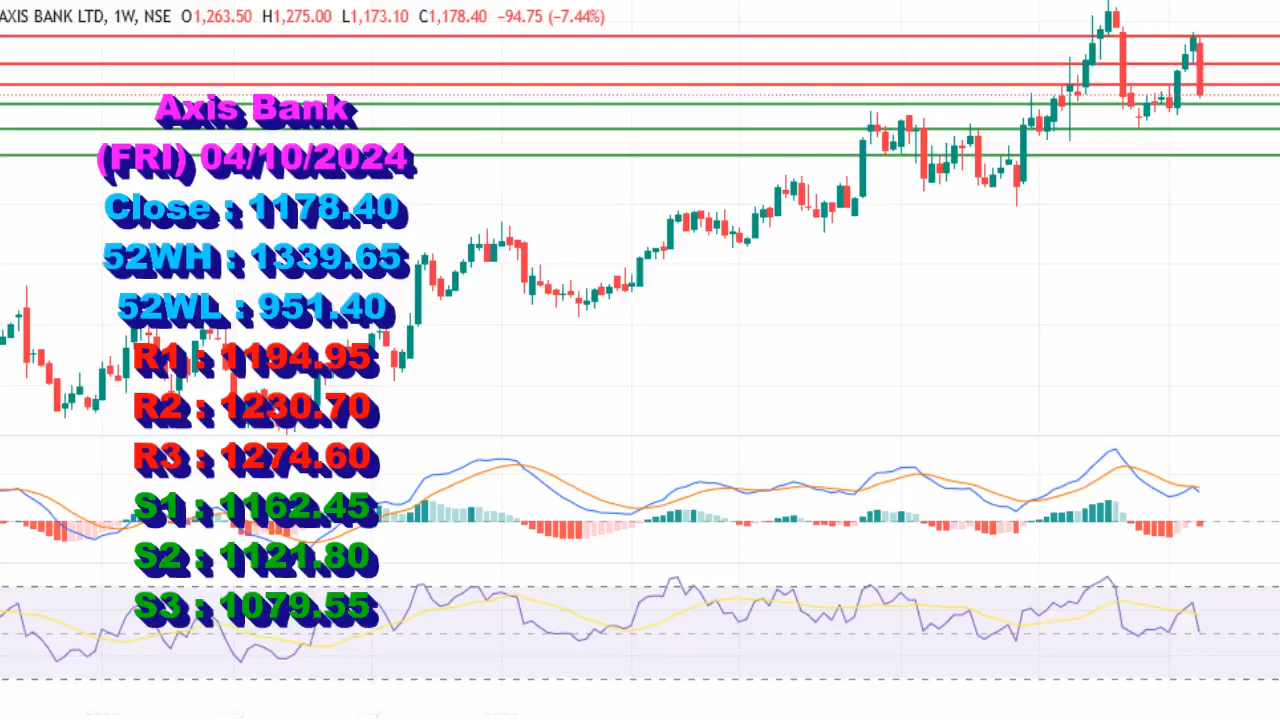 AXIS BANK LTD, 1W, NSE O1,263.50 H1,275.00 L1,173.10 C1,178.40 −94.75 (−7.44%)
Axis Bank
(FRI) 04/10/2024
Close : 1178.40
52WH : 1339.65
52WL : 951.40
R1 : 1194.95
R2 : 1230.70
R3 : 1274.60
S1 : 1162.45
S2 : 1121.80
S3 : 1079.55